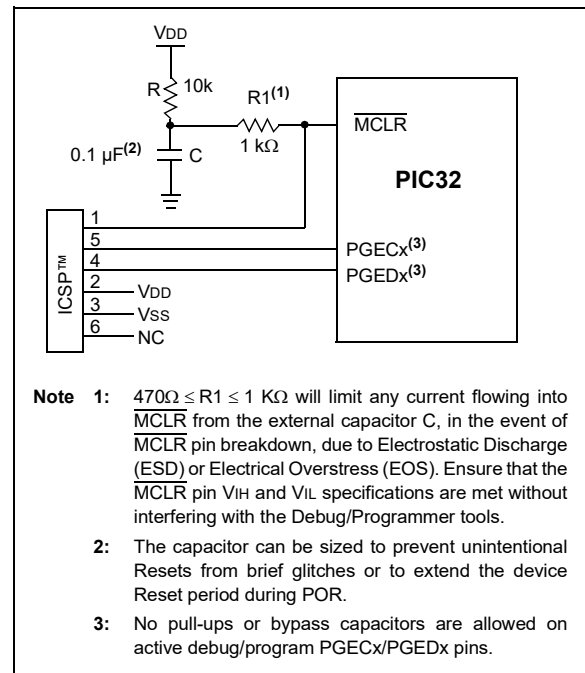 VDD
R 10k
R1(1)
1 kΩ
MCLR
0.1 µF(2) C
PIC32
1
5 PGECx(3)
4 PGEDx(3)
2 VDD
3 VSS
6 NC
ICSP™
Note 1: 470Ω ≤ R1 ≤ 1 KΩ will limit any current flowing into
MCLR from the external capacitor C, in the event of
MCLR pin breakdown, due to Electrostatic Discharge
(ESD) or Electrical Overstress (EOS). Ensure that the
MCLR pin VIH and VIL specifications are met without
interfering with the Debug/Programmer tools.
2: The capacitor can be sized to prevent unintentional
Resets from brief glitches or to extend the device
Reset period during POR.
3: No pull-ups or bypass capacitors are allowed on
active debug/program PGECx/PGEDx pins.